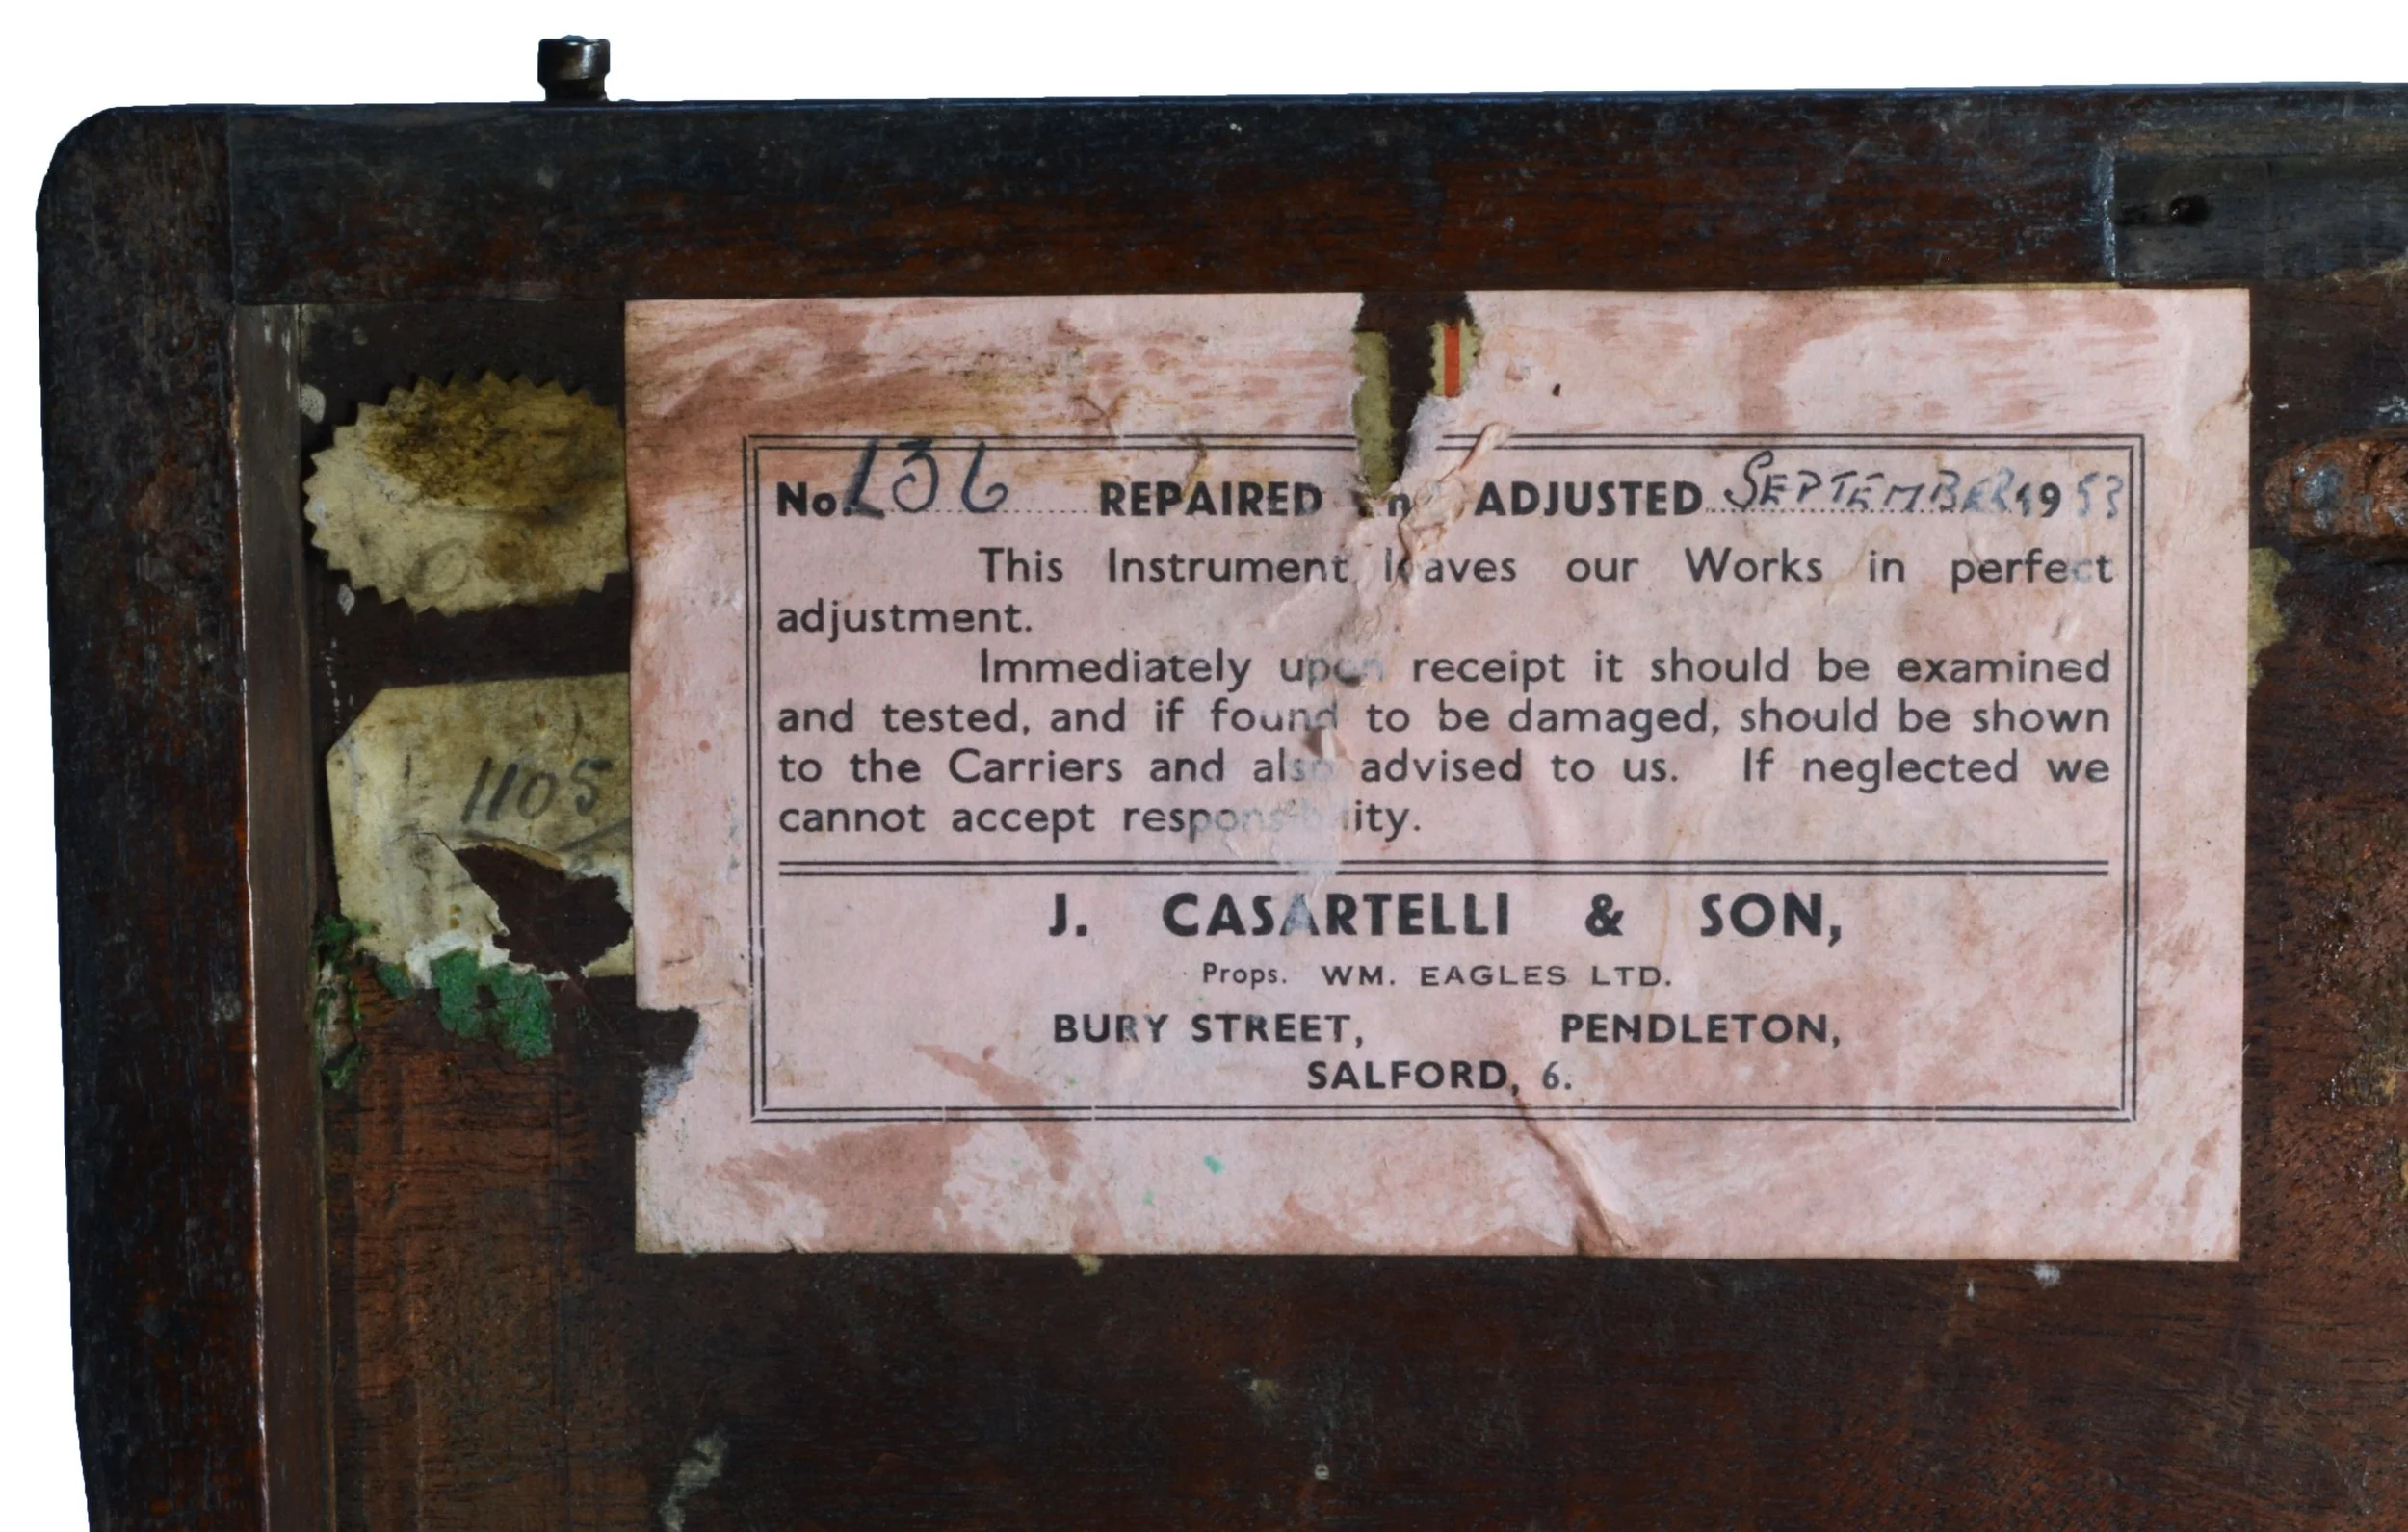 No. L36 REPAIRED and ADJUSTED SEPTEMBER 1953
This Instrument leaves our Works in perfect
adjustment.
Immediately upon receipt it should be examined
and tested, and if found to be damaged, should be shown
to the Carriers and also advised to us. If neglected we
cannot accept responsibility.
J. CASARTELLI & SON,
Props. WM. EAGLES LTD.
BURY STREET, PENDLETON,
SALFORD, 6.
1105